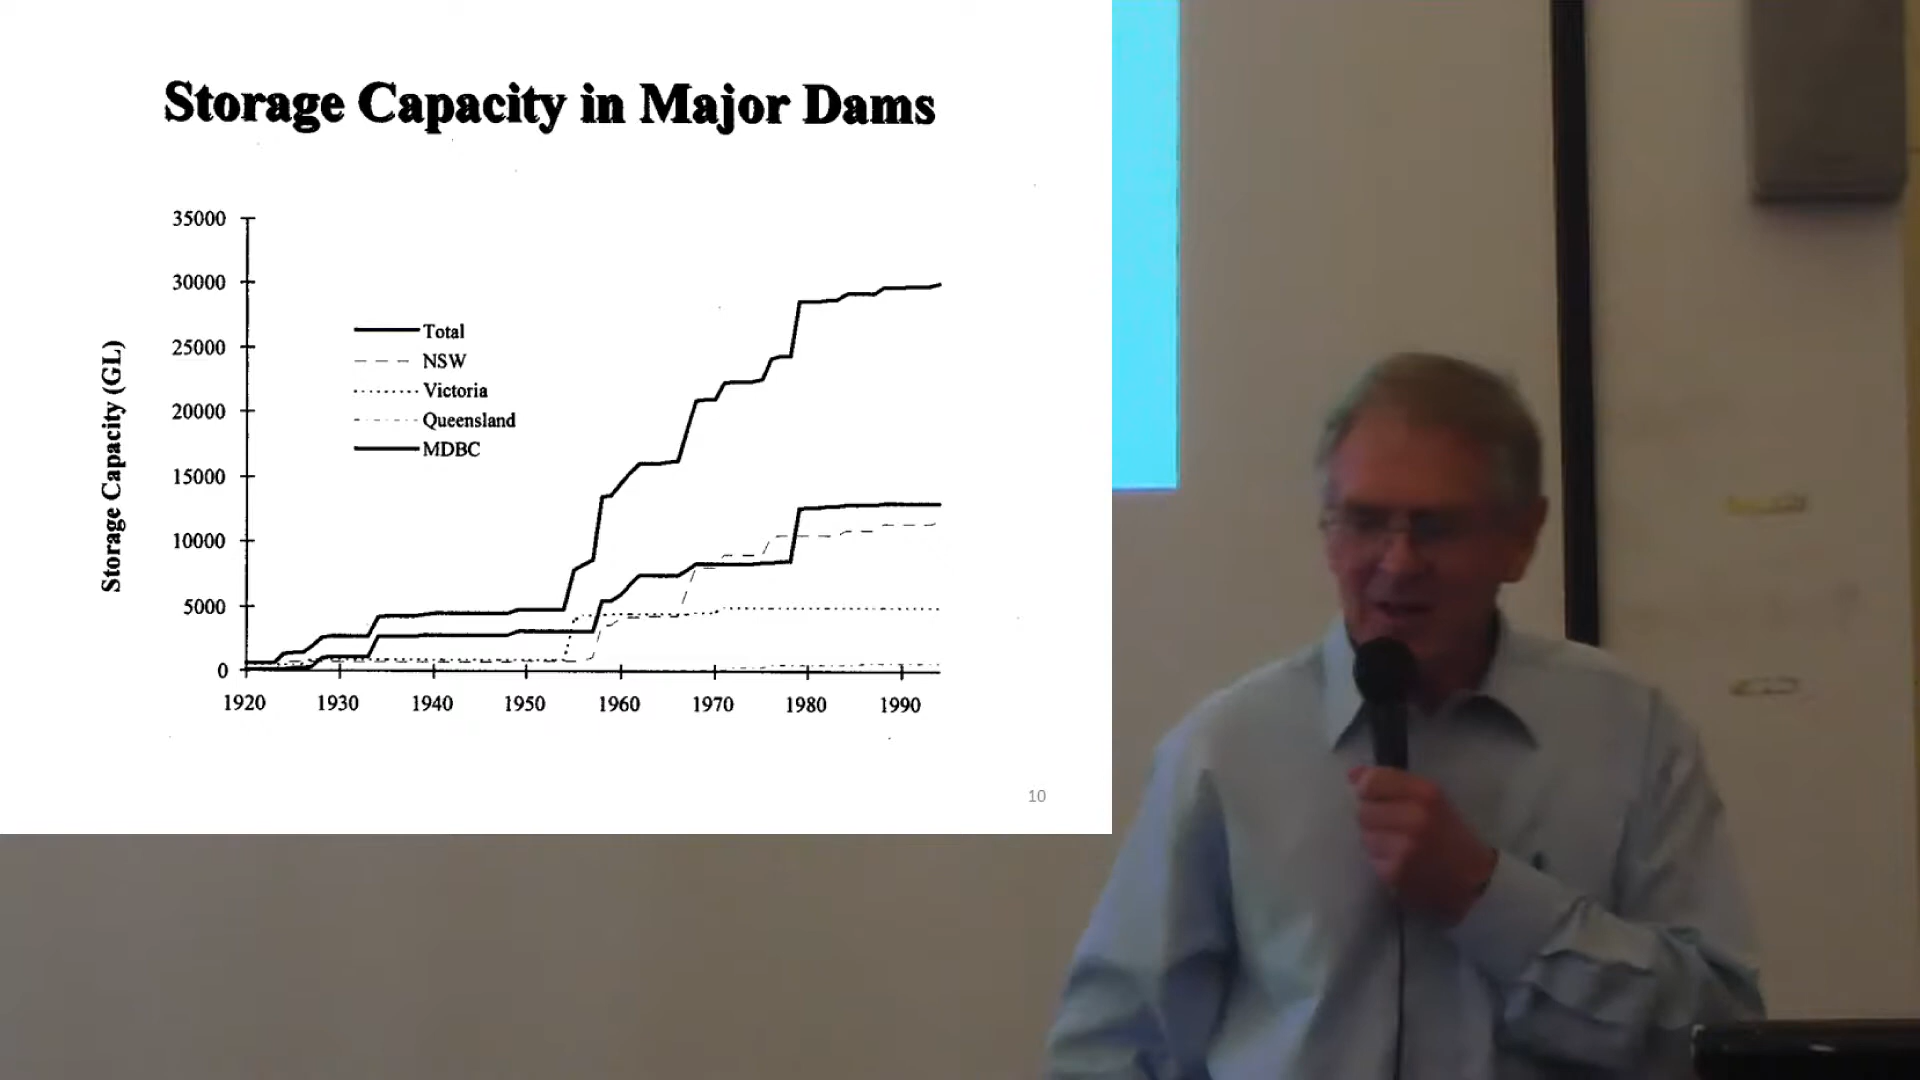 Storage Capacity in Major Dams
Storage Capacity (GL)
35000
30000
25000
20000
15000
10000
5000
0
Total
NSW
Victoria
Queensland
MDBC
1920 1930 1940 1950 1960 1970 1980 1990
10